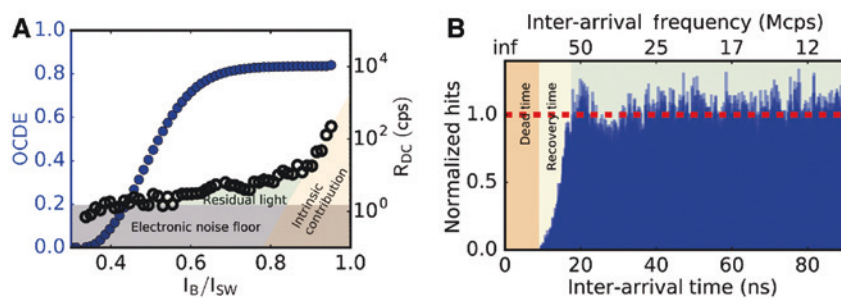 A
OCDE
1.0
0.8
0.6
0.4
0.2
0.0
0.4
0.6
0.8
1.0
I_B/I_SW
10^4
10^2
10^0
R_DC (cps)
Residual light
Electronic noise floor
Intrinsic
contribution
B
Inter-arrival frequency (Mcps)
inf 50 25 17 12
Normalized hits
1.0
0.5
0.0
Dead time
Recovery time
0 20 40 60 80
Inter-arrival time (ns)